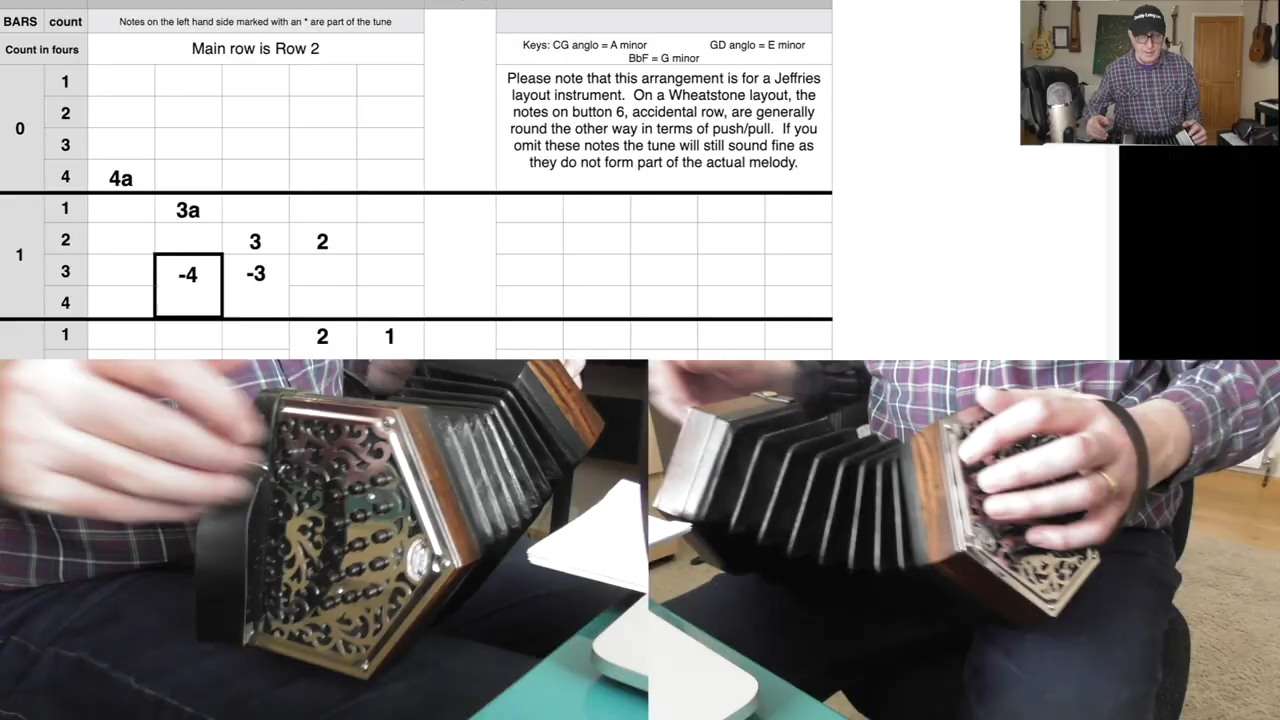 BARS count Notes on the left hand side marked with an * are part of the tune
Count in fours Main row is Row 2 Keys: CG anglo = A minor GD anglo = E minor
BbF = G minor
1 Please note that this arrangement is for a Jeffries
layout instrument. On a Wheatstone layout, the
2 notes on button 6, accidental row, are generally
0 round the other way in terms of push/pull. If you
3 omit these notes the tune will still sound fine as
they do not form part of the actual melody.
4 4a
1 3a
2 3 2
1
3 -4 -3
4
1 2 1